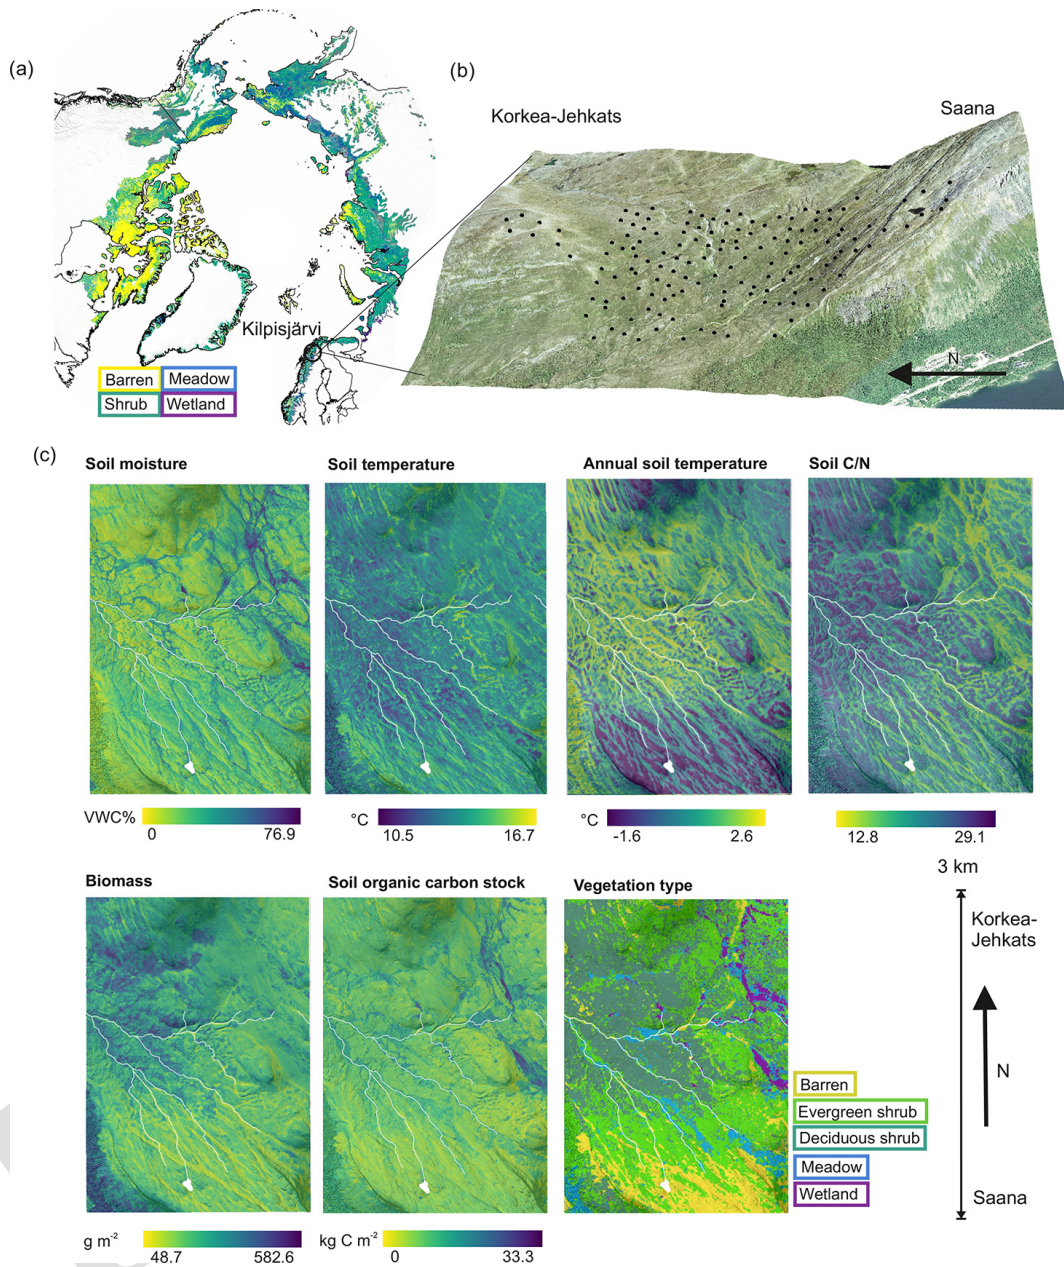 (a)
(b)
Korkea-Jehkats
Saana
Kilpisjärvi
Barren
Meadow
Shrub
Wetland
N
(c)
Soil moisture
Soil temperature
Annual soil temperature
Soil C/N
VWC%
0
76.9
°C
10.5
16.7
°C
-1.6
2.6
12.8
29.1
Biomass
Soil organic carbon stock
Vegetation type
3 km
Korkea-
Jehkats
N
Barren
Evergreen shrub
Deciduous shrub
Meadow
Wetland
Saana
g m-2
48.7
582.6
kg C m-2
0
33.3